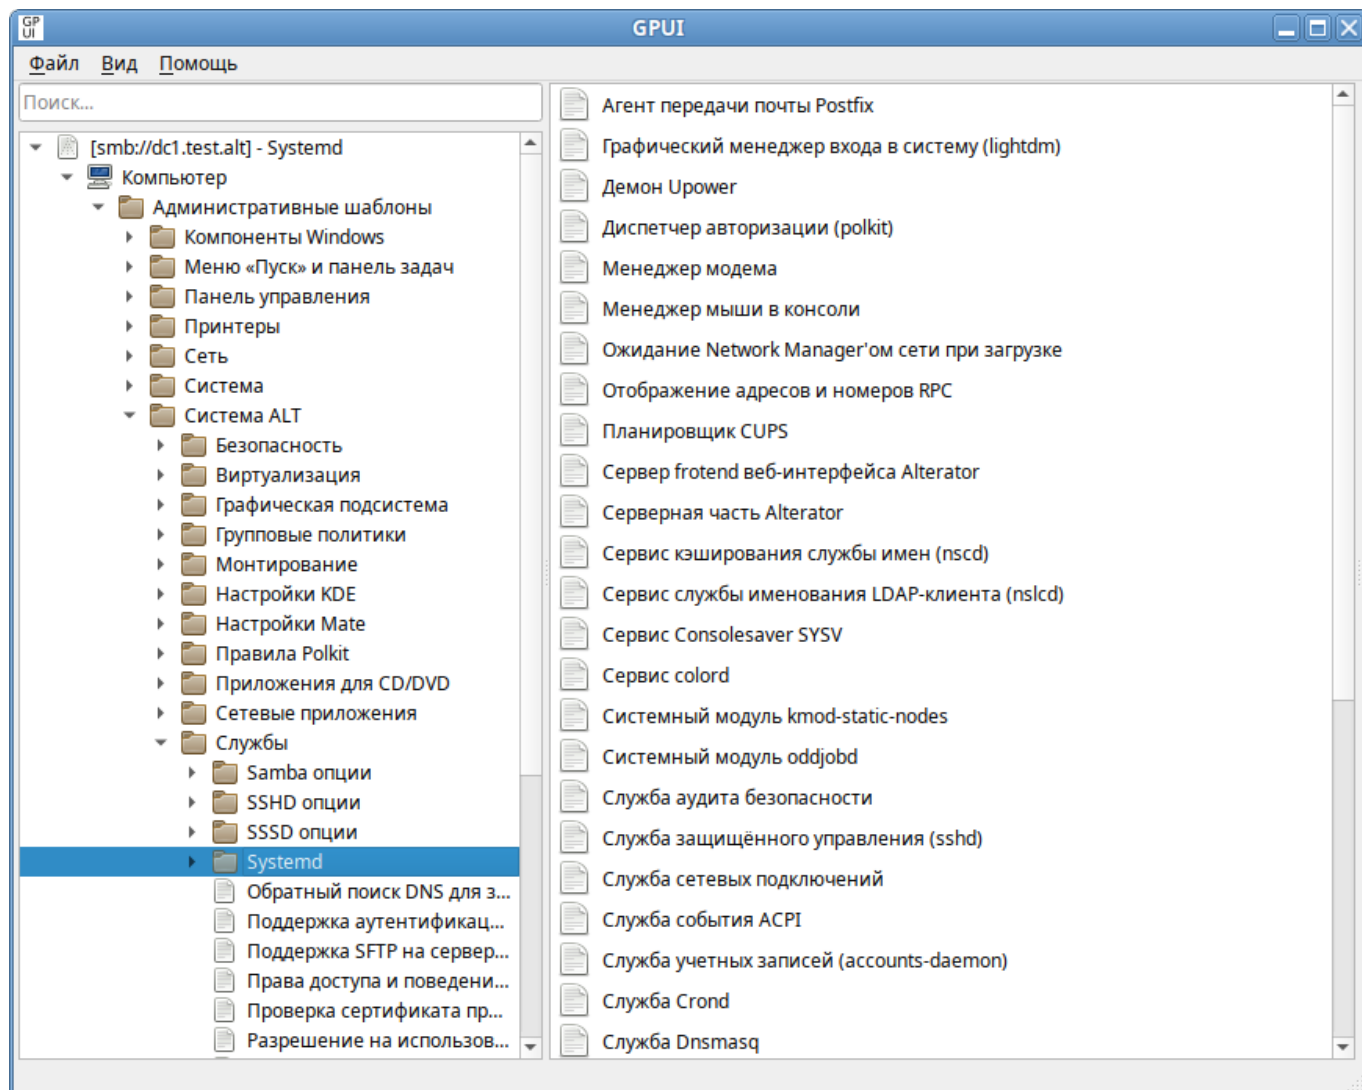 GP
UI
GPUI
Файл Вид Помощь
Поиск...
[smb://dc1.test.alt] - Systemd
Компьютер
Административные шаблоны
Компоненты Windows
Меню «Пуск» и панель задач
Панель управления
Принтеры
Сеть
Система
Система ALT
Безопасность
Виртуализация
Графическая подсистема
Групповые политики
Монтирование
Настройки KDE
Настройки Mate
Правила Polkit
Приложения для CD/DVD
Сетевые приложения
Службы
Samba опции
SSHD опции
SSSD опции
Systemd
Обратный поиск DNS для з...
Поддержка аутентификац...
Поддержка SFTP на сервер...
Права доступа и поведени...
Проверка сертификата пр...
Разрешение на использов...
Агент передачи почты Postfix
Графический менеджер входа в систему (lightdm)
Демон Upower
Диспетчер авторизации (polkit)
Менеджер модема
Менеджер мыши в консоли
Ожидание Network Manager'ом сети при загрузке
Отображение адресов и номеров RPC
Планировщик CUPS
Сервер frotend веб-интерфейса Alterator
Серверная часть Alterator
Сервис кэширования службы имен (nscd)
Сервис службы именования LDAP-клиента (nslcd)
Сервис Consolesaver SYSV
Сервис colord
Системный модуль kmod-static-nodes
Системный модуль oddjobd
Служба аудита безопасности
Служба защищённого управления (sshd)
Служба сетевых подключений
Служба события ACPI
Служба учетных записей (accounts-daemon)
Служба Crond
Служба Dnsmasq